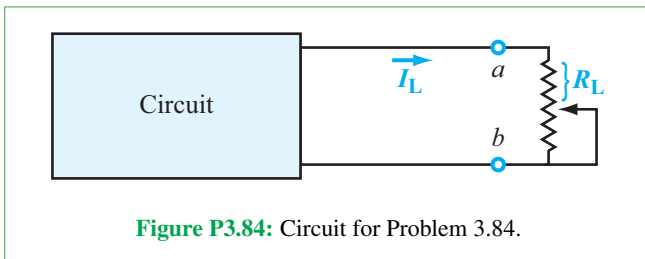 Circuit
I_L
a
R_L
b
Figure P3.84: Circuit for Problem 3.84.